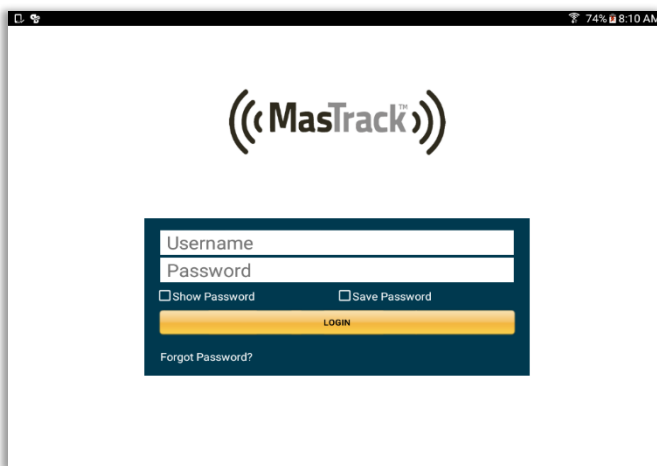 74% 8:10 AM
MasTrack™
Username
Password
Show Password Save Password
LOGIN
Forgot Password?